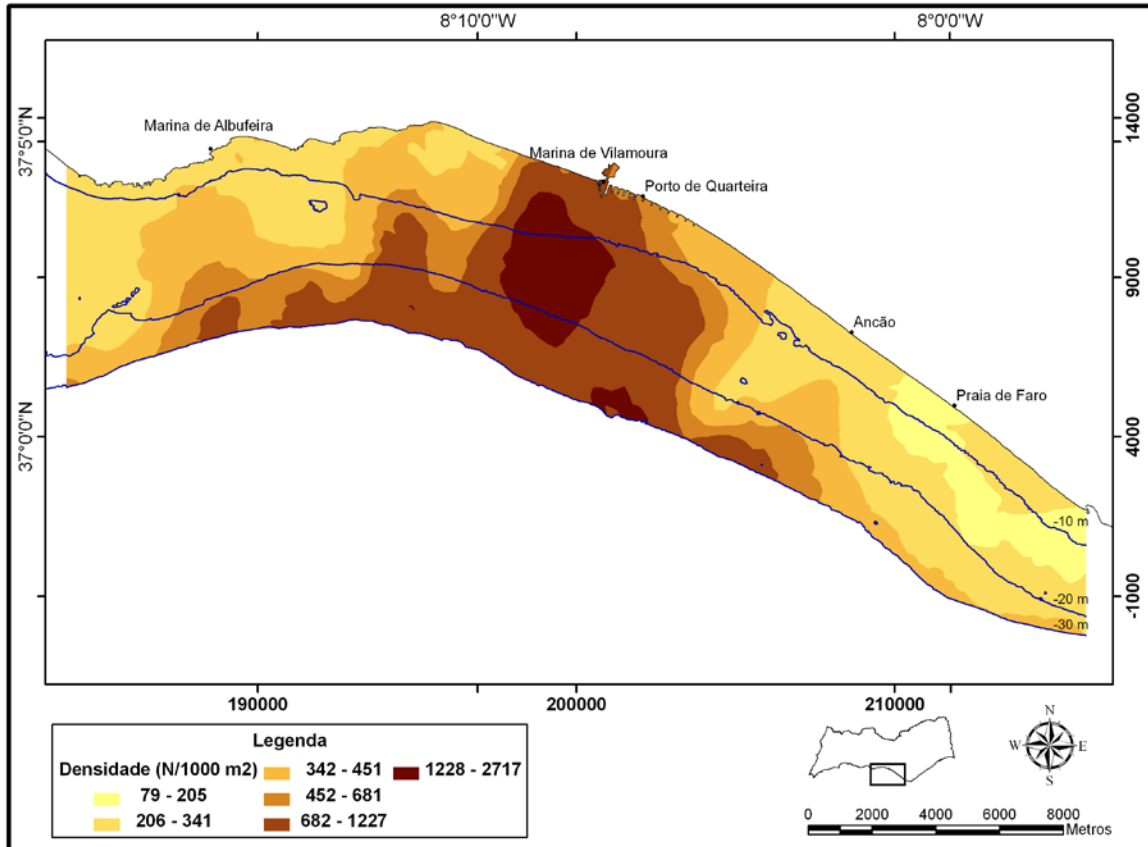 8°10'0"W 8°0'0"W
37°5'0"N
37°0'0"N
14000
9000
4000
-1000
Marina de Albufeira
Marina de Vilamoura
Porto de Quarteira
Ancão
Praia de Faro
-10 m
-20 m
-30 m
190000 200000 210000
Legenda
Densidade (N/1000 m2)
79 - 205
206 - 341
342 - 451
452 - 681
682 - 1227
1228 - 2717
N
W E
S
0 2000 4000 6000 8000
Metros